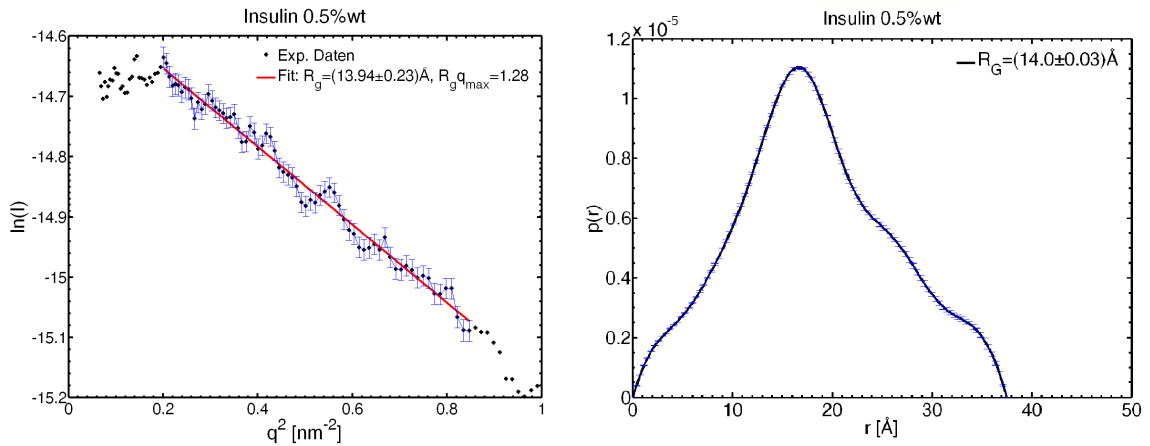 Insulin 0.5%wt
-14.6
-14.7
-14.8
-14.9
-15
-15.1
-15.2
ln(I)
Exp. Daten
Fit: R_g=(13.94±0.23)Å, R_g q_max=1.28
0 0.2 0.4 0.6 0.8 1
q² [nm⁻²]
Insulin 0.5%wt
x 10⁻⁵
1.2
1
0.8
0.6
0.4
0.2
0
p(r)
R_G=(14.0±0.03)Å
0 10 20 30 40 50
r [Å]